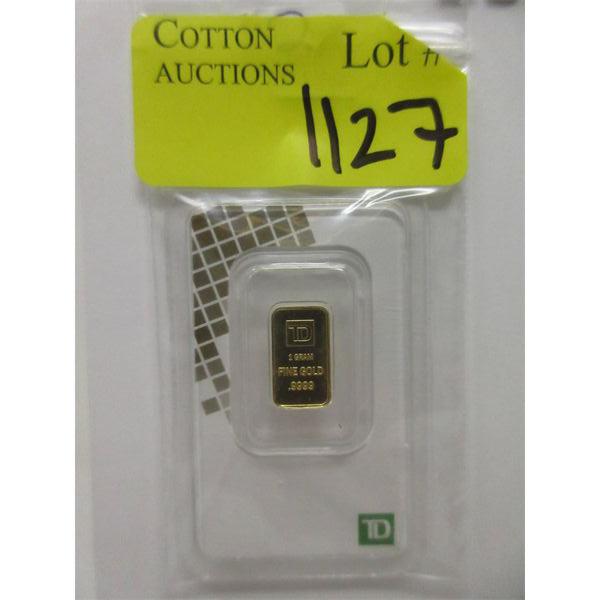 COTTON
AUCTIONS
Lot #
1127
TD
1 GRAM
FINE GOLD
.9999
TD